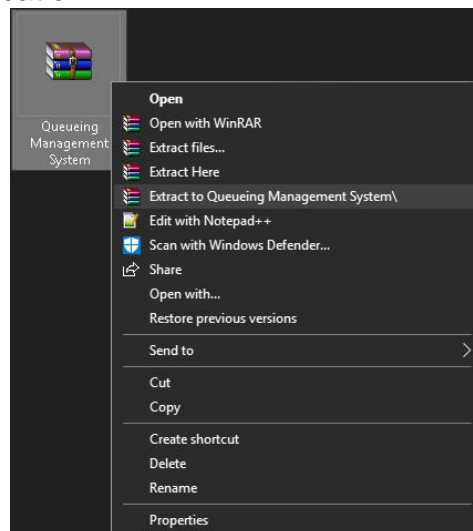 Queueing
Management
System
Open
Open with WinRAR
Extract files...
Extract Here
Extract to Queueing Management System\
Edit with Notepad++
Scan with Windows Defender...
Share
Open with...
Restore previous versions
Send to
Cut
Copy
Create shortcut
Delete
Rename
Properties